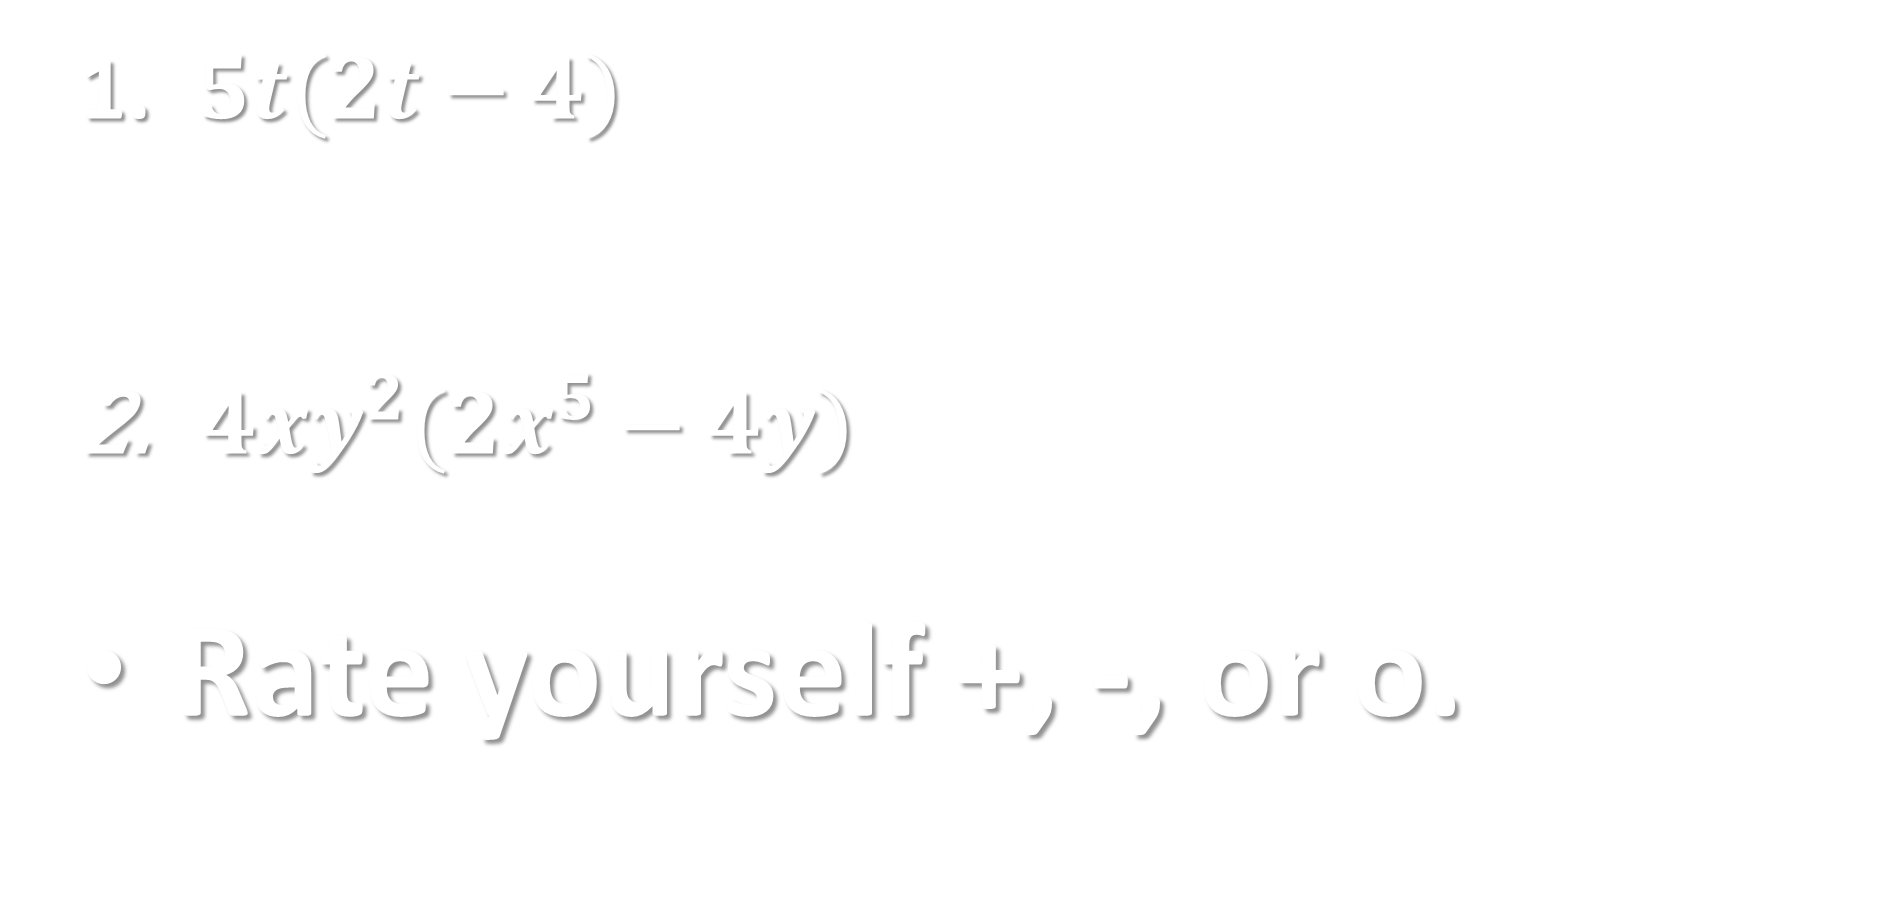 1. 5t(2t − 4)
2. 4xy²(2x⁵ − 4y)
• Rate yourself +, -, or o.